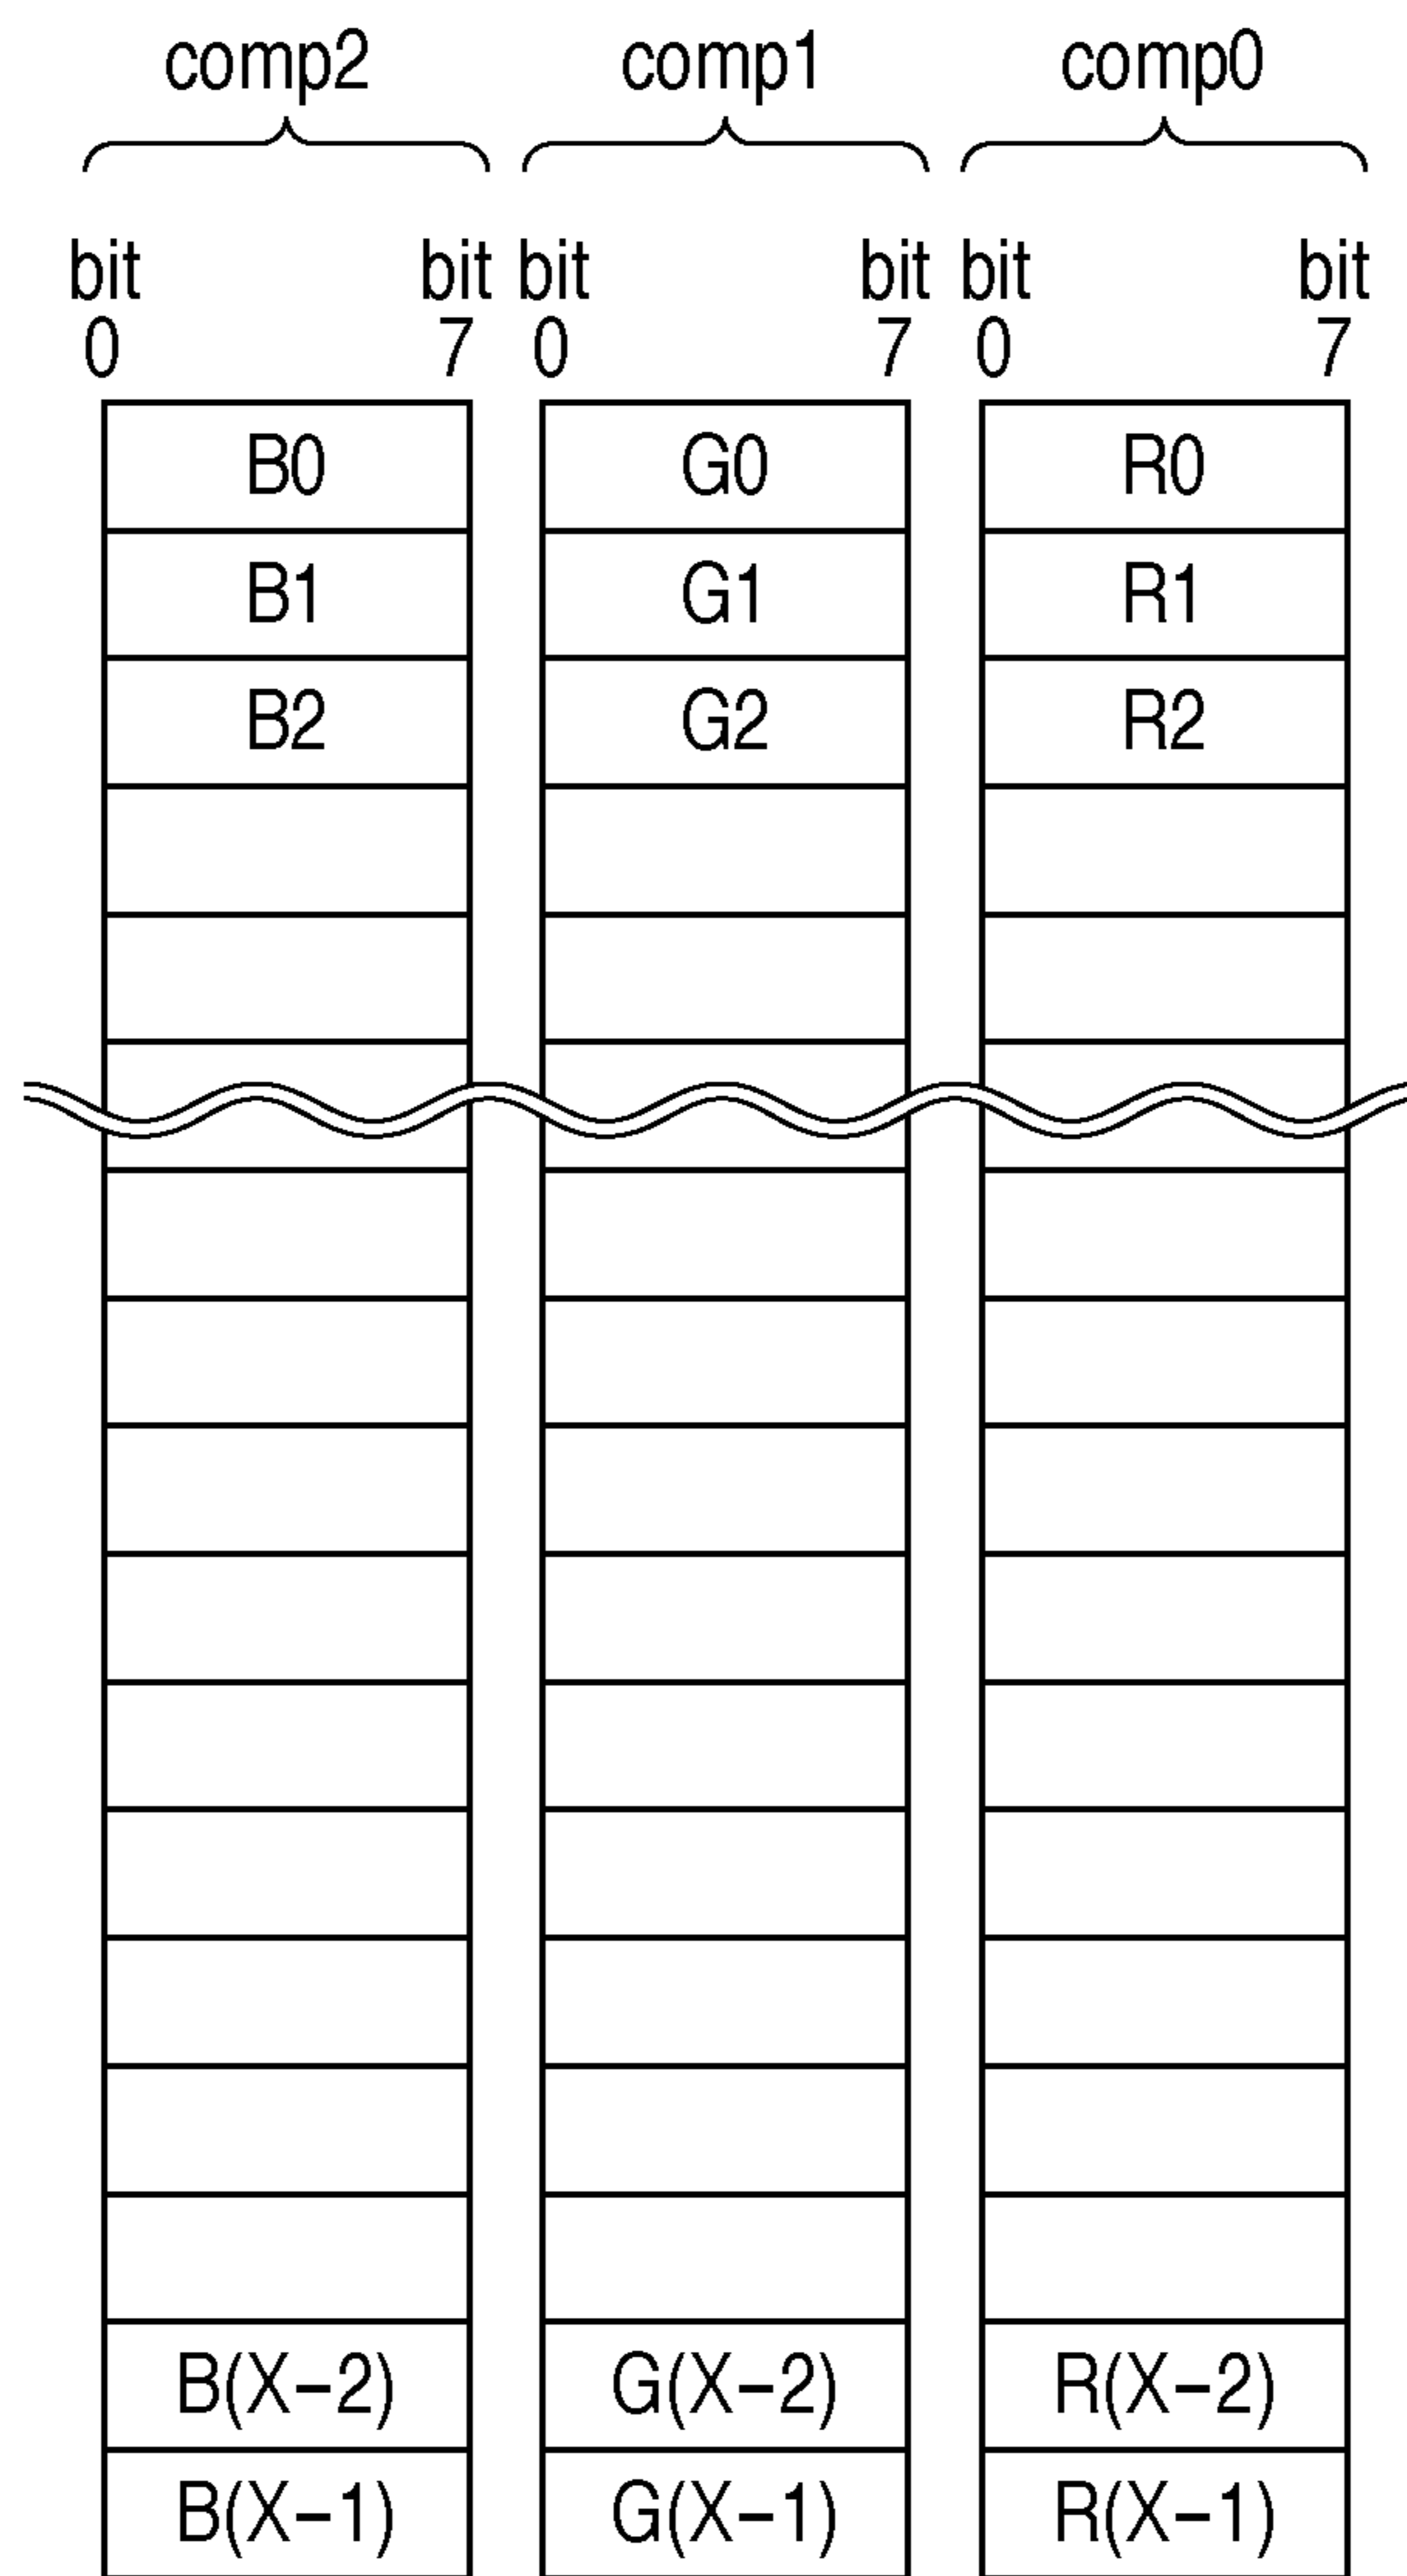 comp2 comp1 comp0
bit bit bit bit bit bit
0 7 0 7 0 7
B0 G0 R0
B1 G1 R1
B2 G2 R2
B(X−2) G(X−2) R(X−2)
B(X−1) G(X−1) R(X−1)